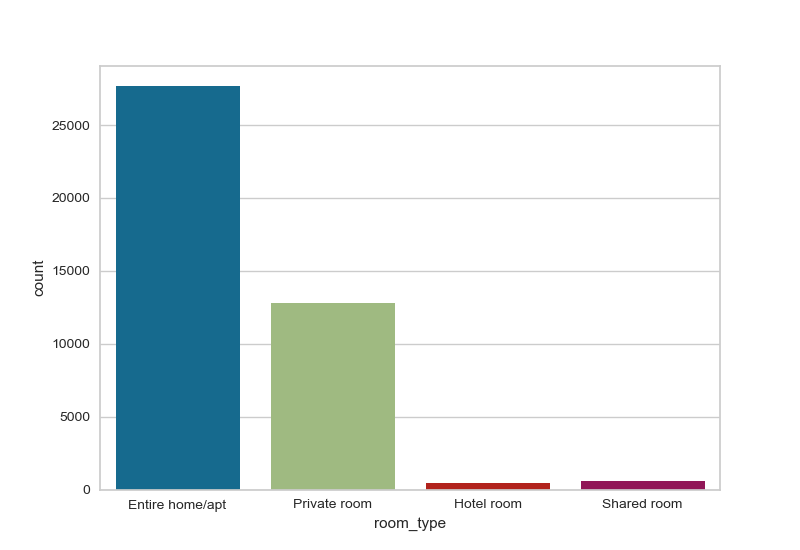 25000
20000
15000
10000
5000
0
count
Entire home/apt
Private room
Hotel room
Shared room
room_type